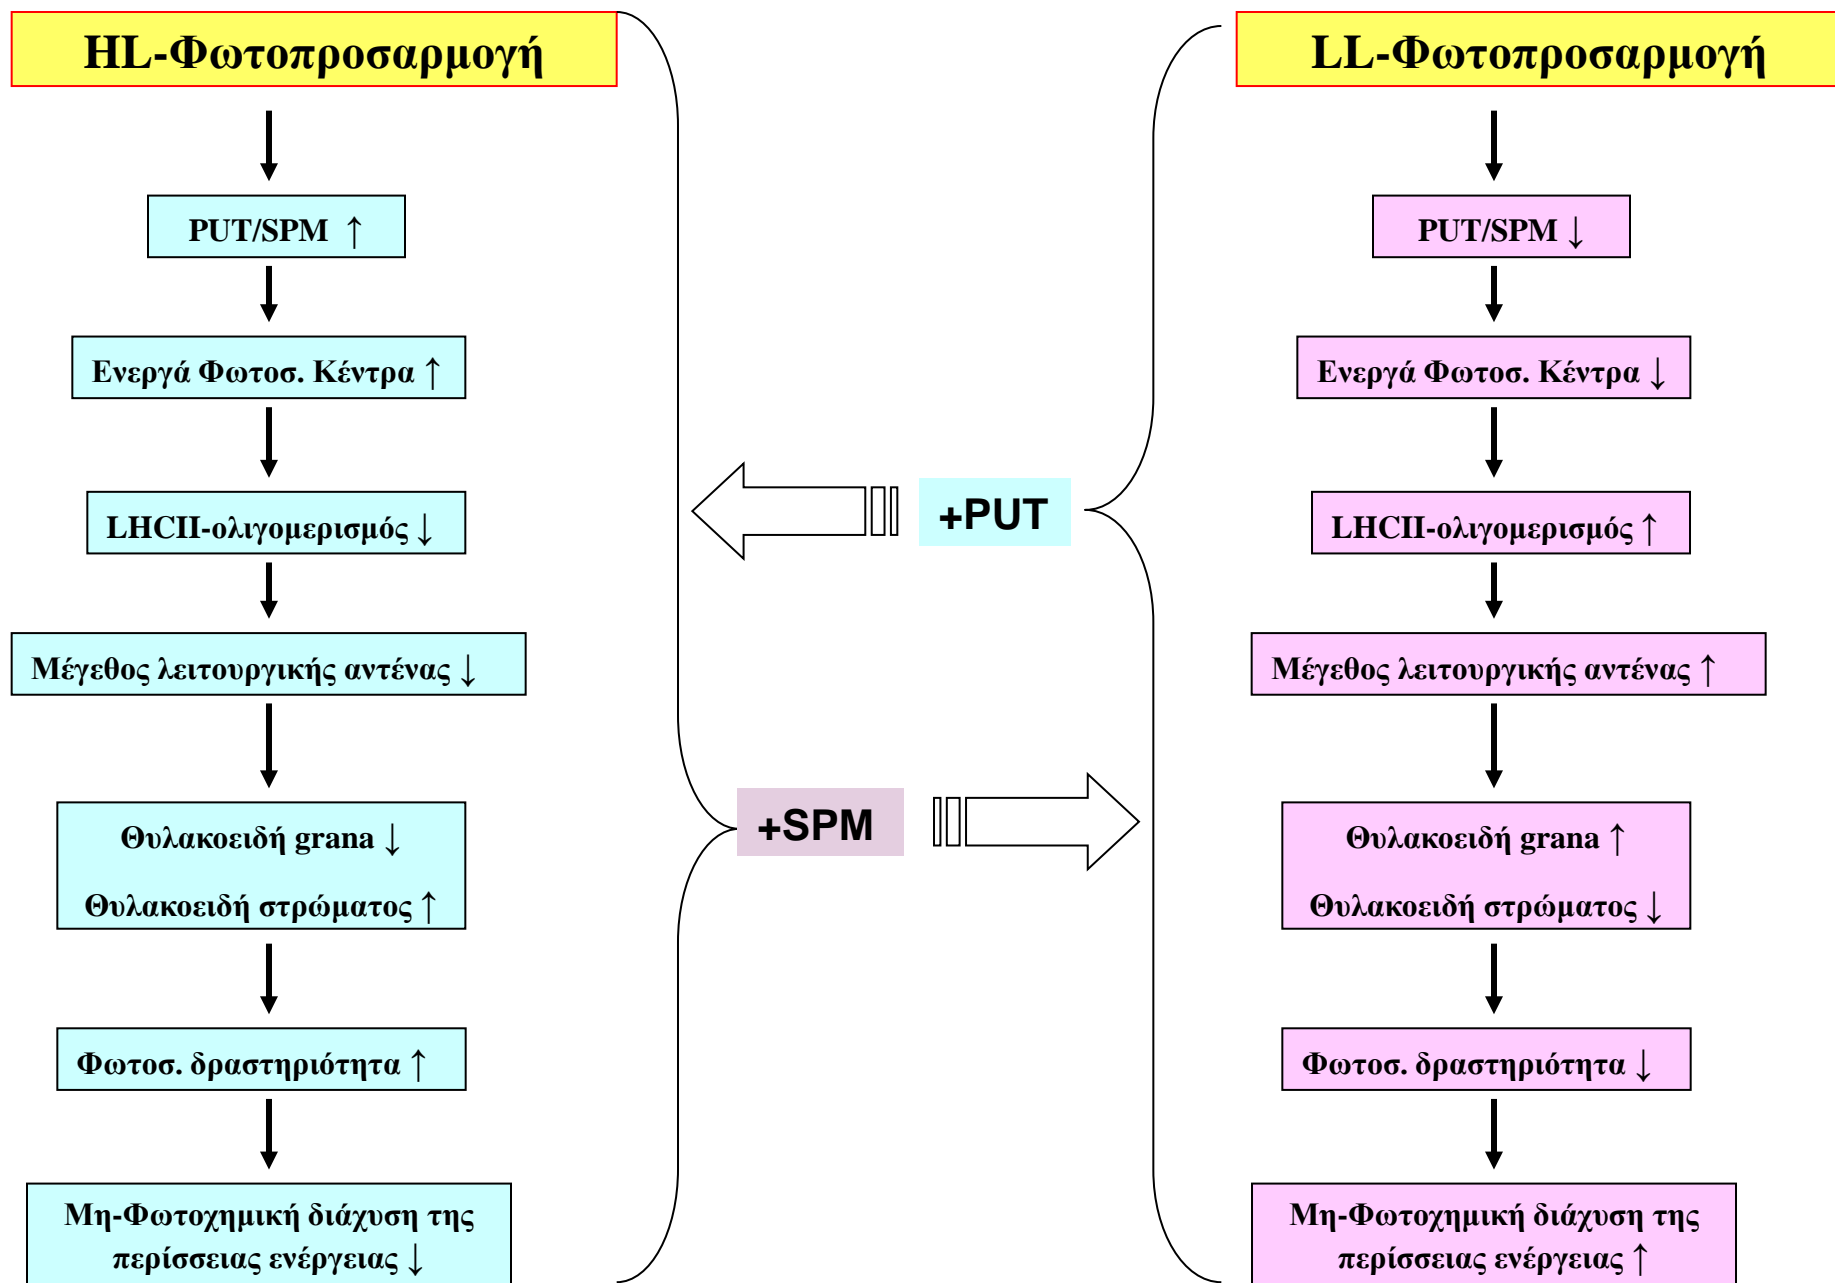 HL-Φωτοπροσαρμογή
PUT/SPM ↑
Ενεργά Φωτοσ. Κέντρα ↑
LHCII-ολιγομερισμός ↓
Μέγεθος λειτουργικής αντένας ↓
Θυλακοειδή grana ↓
Θυλακοειδή στρώματος ↑
Φωτοσ. δραστηριότητα ↑
Μη-Φωτοχημική διάχυση της
περίσσειας ενέργειας ↓
+PUT
+SPM
LL-Φωτοπροσαρμογή
PUT/SPM ↓
Ενεργά Φωτοσ. Κέντρα ↓
LHCII-ολιγομερισμός ↑
Μέγεθος λειτουργικής αντένας ↑
Θυλακοειδή grana ↑
Θυλακοειδή στρώματος ↓
Φωτοσ. δραστηριότητα ↓
Μη-Φωτοχημική διάχυση της
περίσσειας ενέργειας ↑